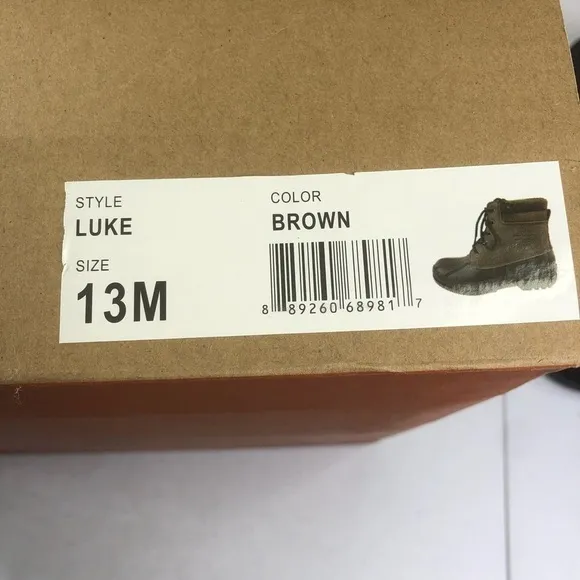 STYLE
LUKE
SIZE
13M
COLOR
BROWN
8 89260 68981 7